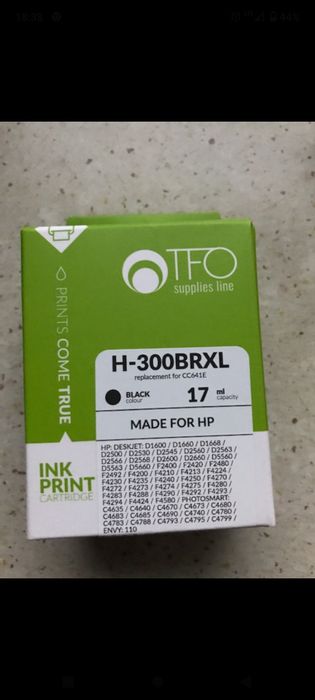 18:33
44%
TFO
supplies line
PRINTS COME TRUE
H-300BRXL
replacement for CC641E
BLACK
colour
17 ml
capacity
MADE FOR HP
INK
PRINT
CARTRIDGE
HP: DESKJET: D1600 / D1660 / D1668 /
D2500 / D2530 / D2545 / D2560 / D2563 /
D2566 / D2568 / D2600 / D2660 / D5560 /
D5563 / D5660 / F2400 / F2420 / F2480 /
F2492 / F4200 / F4210 / F4213 / F4224 /
F4230 / F4235 / F4240 / F4250 / F4270 /
F4272 / F4273 / F4274 / F4275 / F4280 /
F4283 / F4288 / F4290 / F4292 / F4293 /
F4294 / F4424 / F4580 / PHOTOSMART:
C4635 / C4640 / C4670 / C4673 / C4680 /
C4683 / C4685 / C4690 / C4740 / C4780 /
C4783 / C4788 / C4793 / C4795 / C4799 /
ENVY: 110